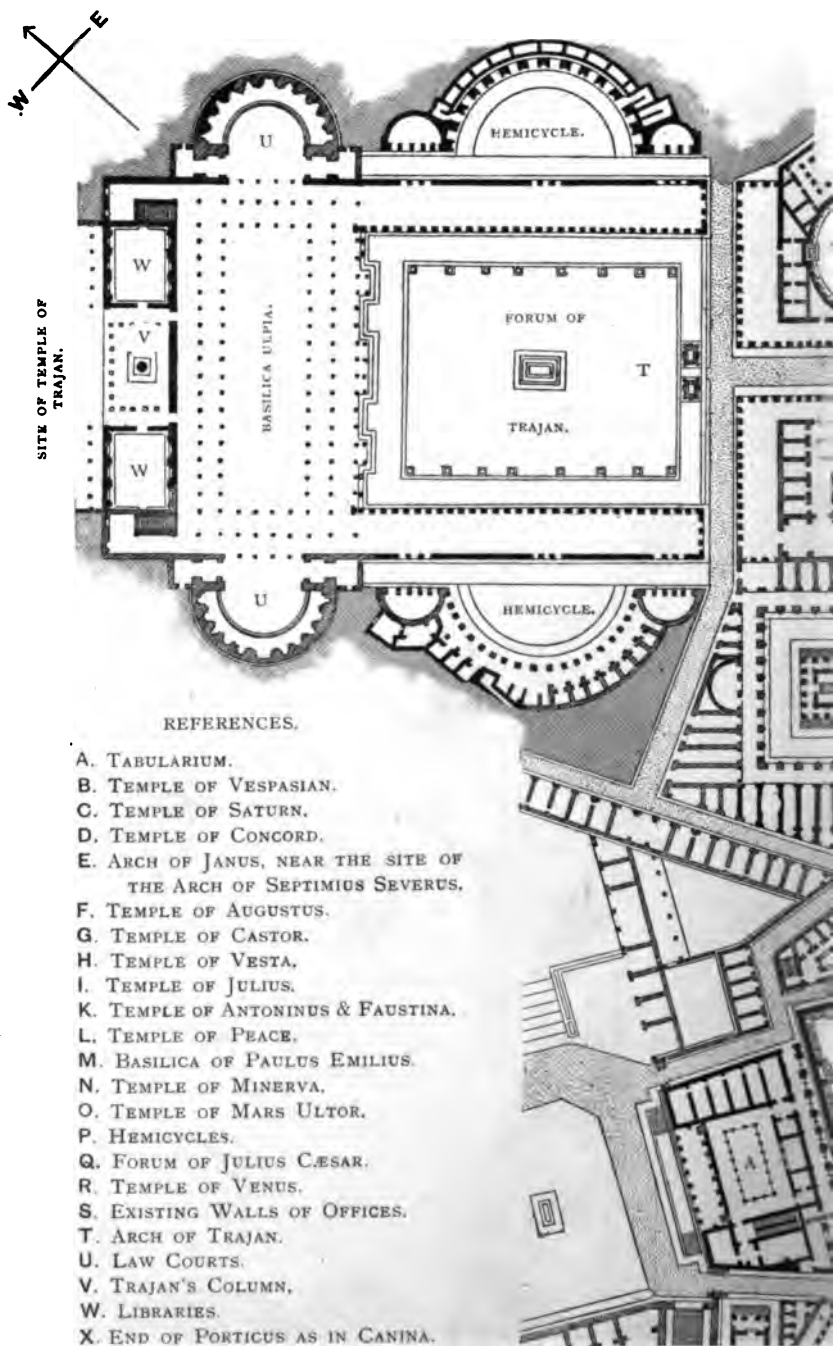 E
.W
U
HEMICYCLE.
W
SITE OF TEMPLE OF
TRAJAN.
V
BASILICA ULPIA.
FORUM OF
T
TRAJAN.
W
U
HEMICYCLE.
REFERENCES.
A. TABULARIUM.
B. TEMPLE OF VESPASIAN.
C. TEMPLE OF SATURN.
D. TEMPLE OF CONCORD.
E. ARCH OF JANUS, NEAR THE SITE OF
THE ARCH OF SEPTIMIUS SEVERUS.
F. TEMPLE OF AUGUSTUS.
G. TEMPLE OF CASTOR.
H. TEMPLE OF VESTA.
I. TEMPLE OF JULIUS.
K. TEMPLE OF ANTONINUS & FAUSTINA.
L. TEMPLE OF PEACE.
M. BASILICA OF PAULUS EMILIUS.
N. TEMPLE OF MINERVA.
O. TEMPLE OF MARS ULTOR.
P. HEMICYCLES.
Q. FORUM OF JULIUS CÆSAR.
R. TEMPLE OF VENUS.
S. EXISTING WALLS OF OFFICES.
T. ARCH OF TRAJAN.
U. LAW COURTS.
V. TRAJAN'S COLUMN.
W. LIBRARIES.
X. END OF PORTICUS AS IN CANINA.
A